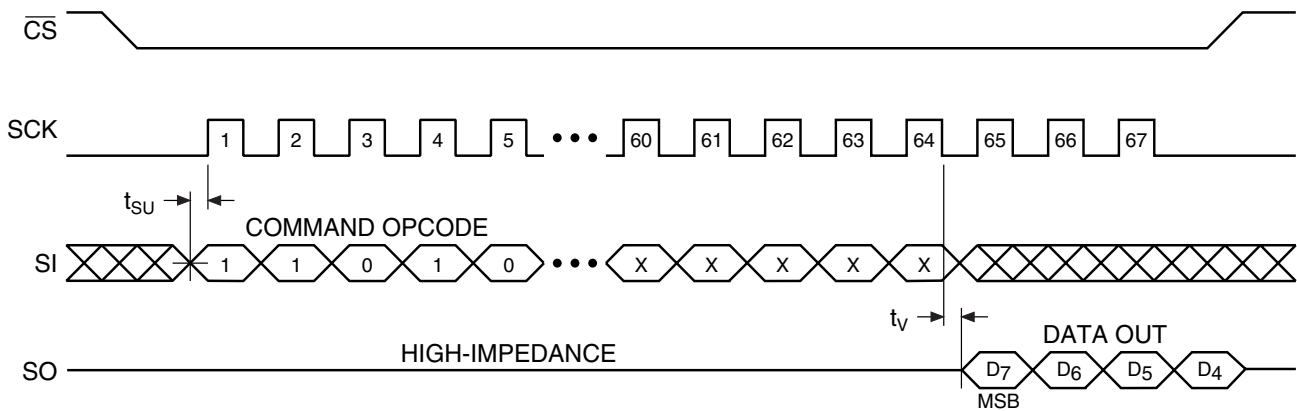 CS
SCK
1 2 3 4 5 60 61 62 63 64 65 66 67
tSU
COMMAND OPCODE
SI
1 1 0 1 0 X X X X X
tV
DATA OUT
HIGH-IMPEDANCE
SO
D7 D6 D5 D4
MSB